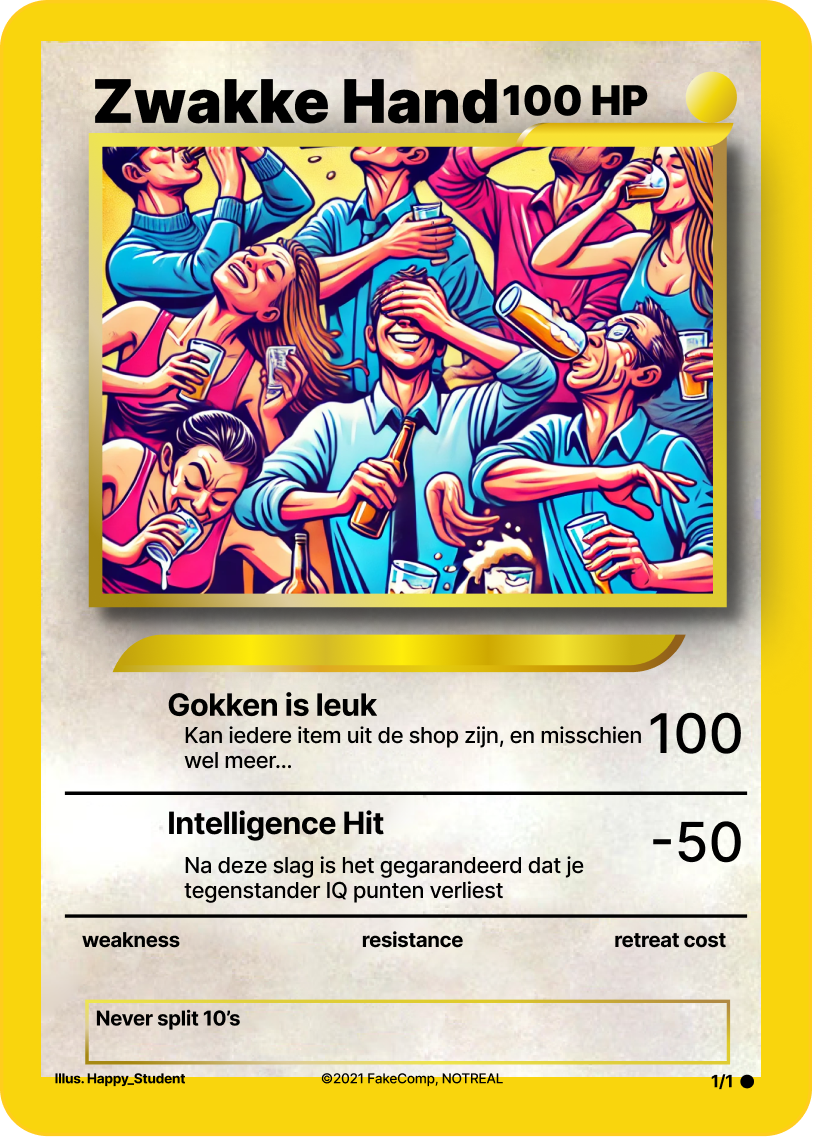 Zwakke Hand 100 HP
Gokken is leuk
Kan iedere item uit de shop zijn, en misschien
wel meer...
100
Intelligence Hit
-50
Na deze slag is het gegarandeerd dat je
tegenstander IQ punten verliest
weakness resistance retreat cost
Never split 10's
Illus. Happy_Student ©2021 FakeComp, NOTREAL 1/1 ●